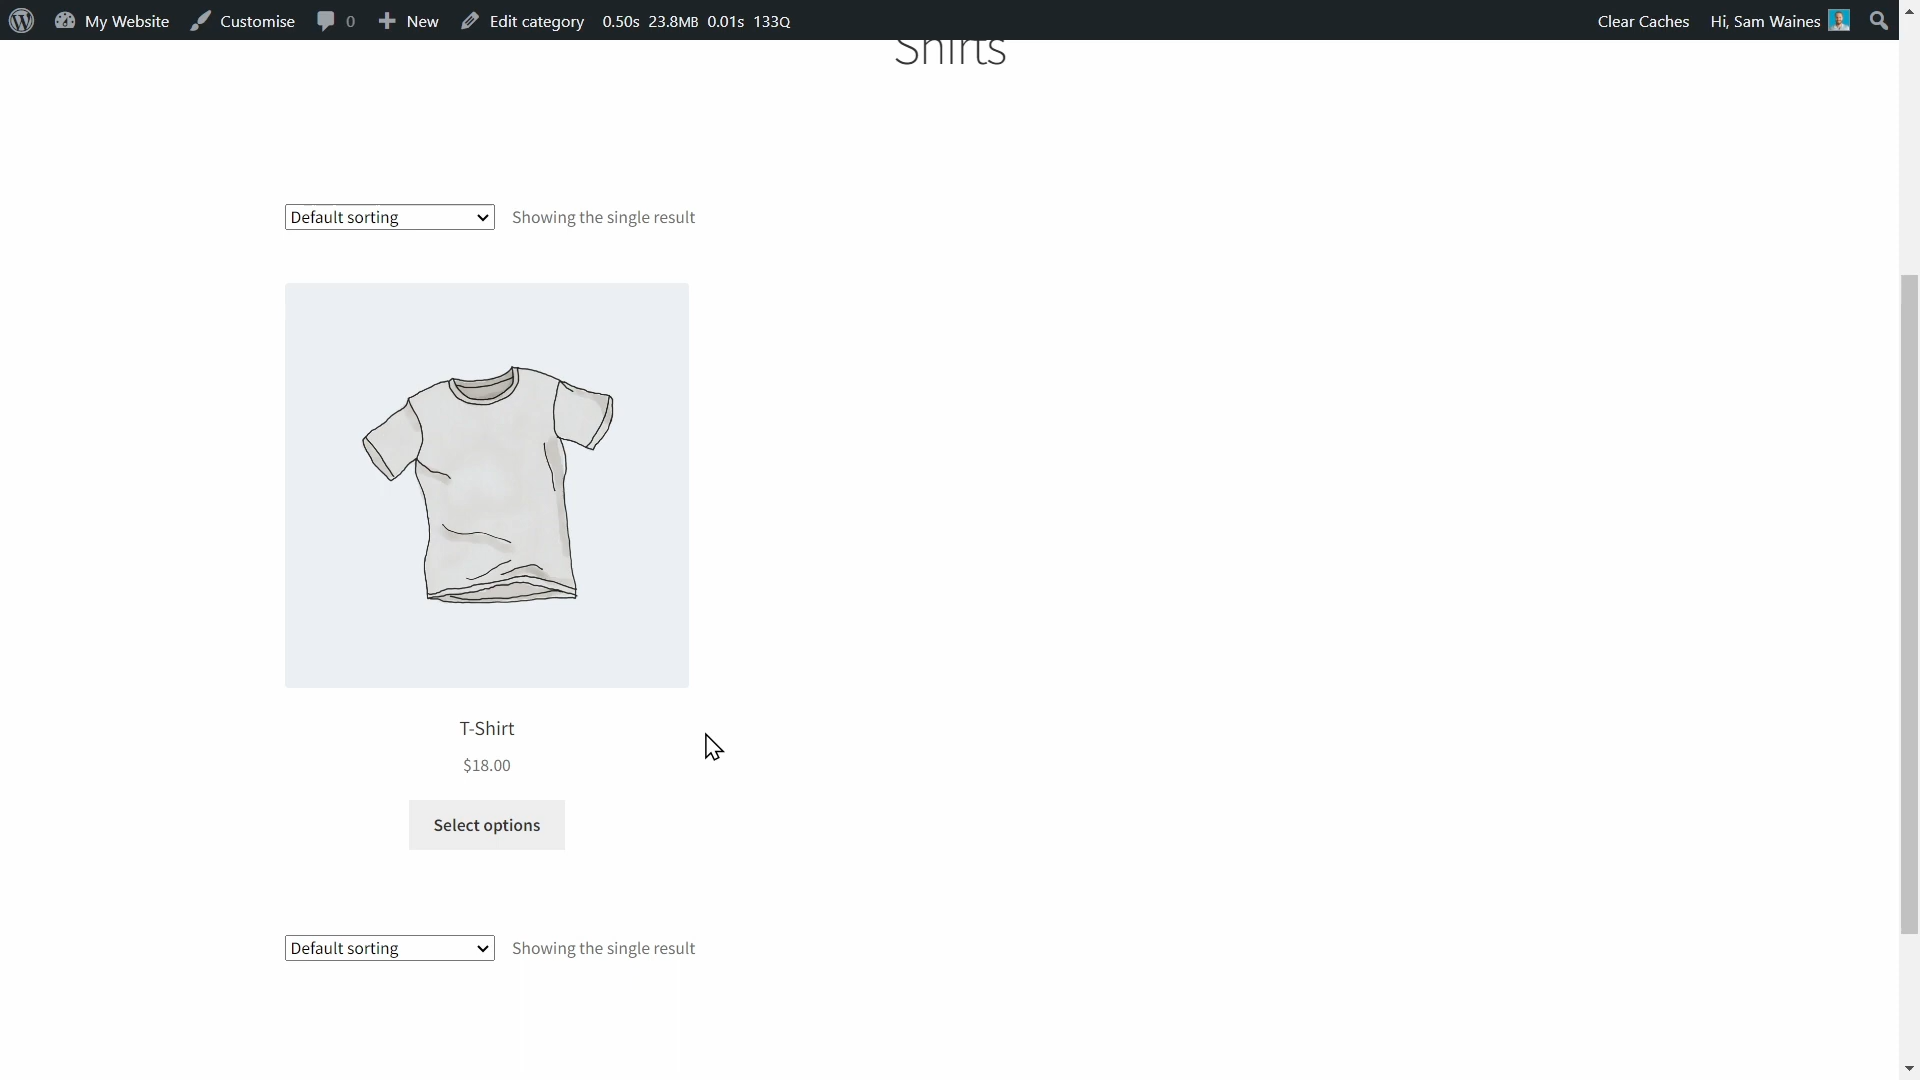 My Website Customise 0 New Edit category 0.50s 23.8MB 0.01s 133Q Clear Caches Hi, Sam Waines
Shirts
Default sorting Showing the single result
T-Shirt
$18.00
Select options
Default sorting Showing the single result